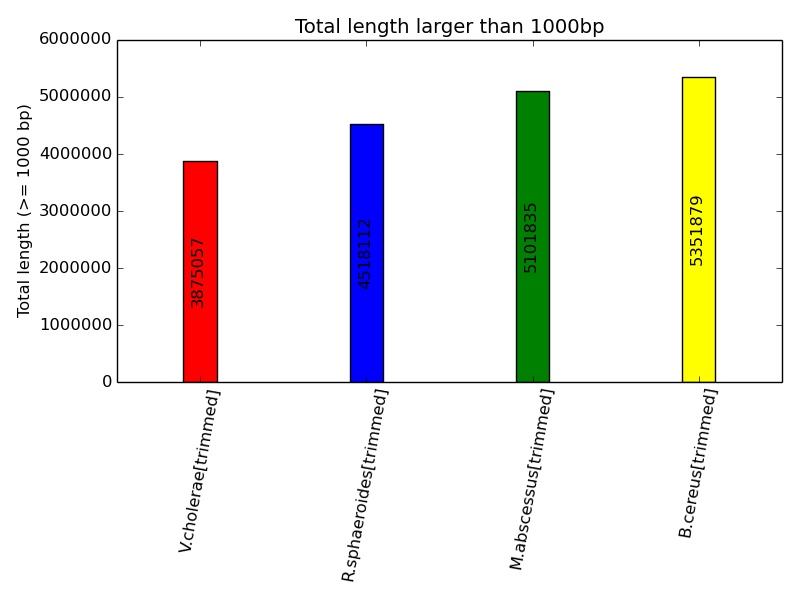 Total length larger than 1000bp
Total length (>= 1000 bp)
6000000
5000000
4000000
3000000
2000000
1000000
0
3875057
4518112
5101835
5351879
V.cholerae[trimmed]
R.sphaeroides[trimmed]
M.abscessus[trimmed]
B.cereus[trimmed]